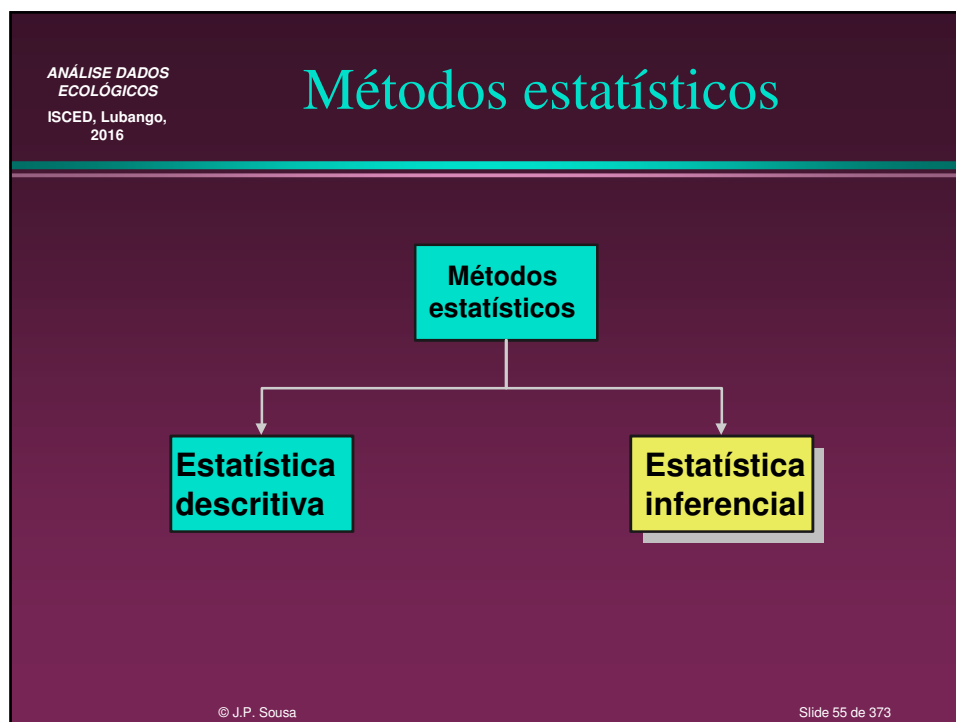 ANÁLISE DADOS
ECOLÓGICOS
ISCED, Lubango,
2016
Métodos estatísticos
Métodos
estatísticos
Estatística
descritiva
Estatística
inferencial
© J.P. Sousa
Slide 55 de 373